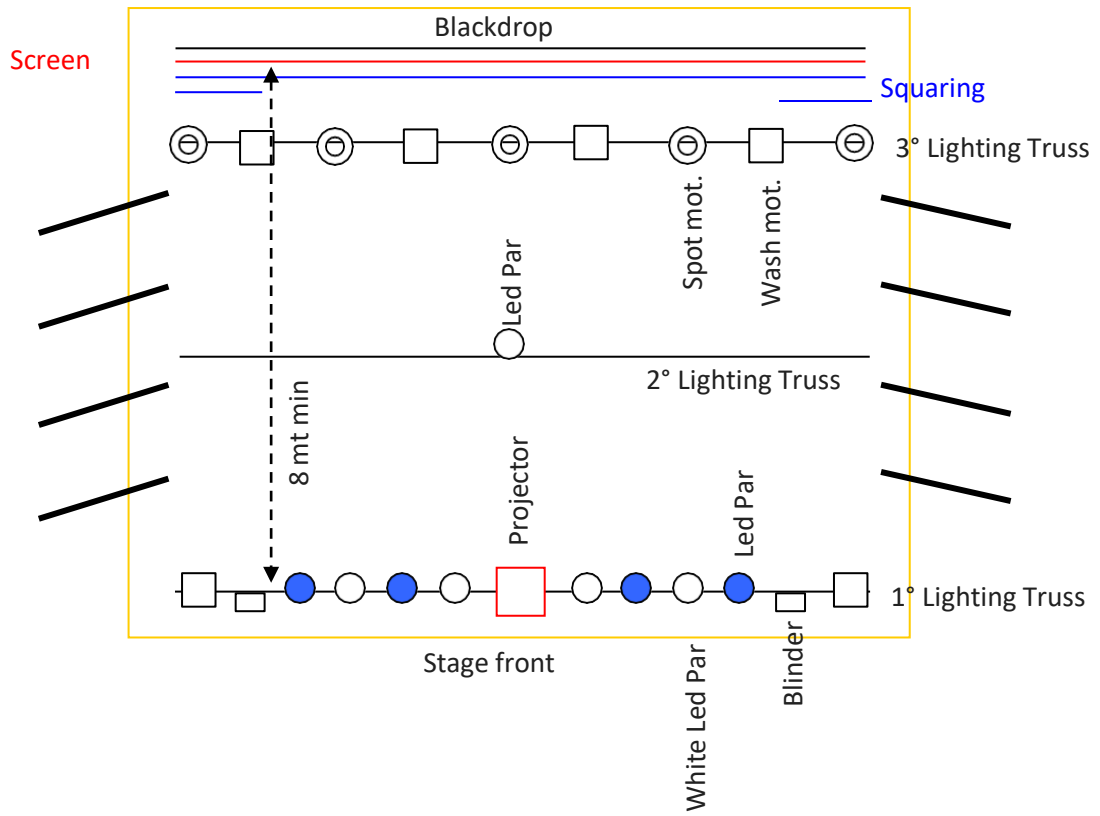 Blackdrop
Screen
Squaring
3° Lighting Truss
Spot mot.
Wash mot.
Led Par
2° Lighting Truss
8 mt min
Projector
Led Par
1° Lighting Truss
Stage front
White Led Par
Blinder